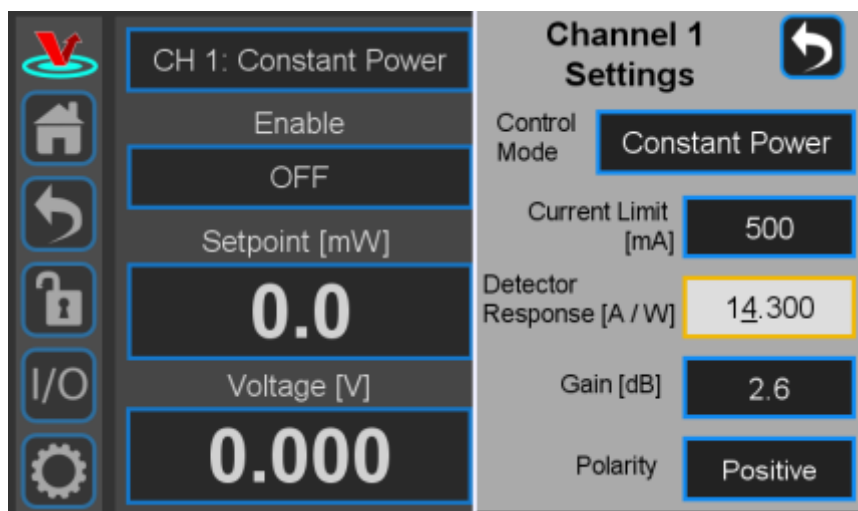 CH 1: Constant Power
Enable
OFF
Setpoint [mW]
0.0
Voltage [V]
0.000
I/O
Channel 1
Settings
Control
Mode
Constant Power
Current Limit
[mA]
500
Detector
Response [A / W]
14.300
Gain [dB]
2.6
Polarity
Positive